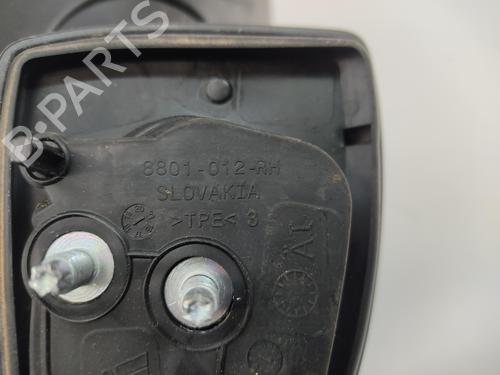 B-PARTS
8801-012-RH
SLOVAKIA
>TPE< 3